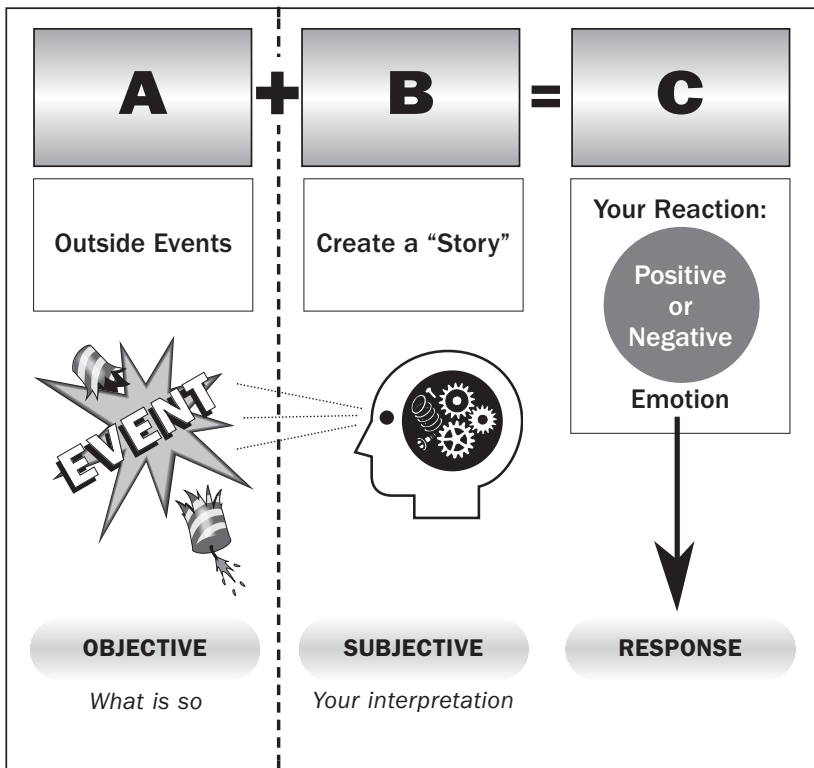 A + B = C
Outside Events
Create a “Story”
Your Reaction:
Positive
or
Negative
Emotion
EVENT
OBJECTIVE
What is so
SUBJECTIVE
Your interpretation
RESPONSE